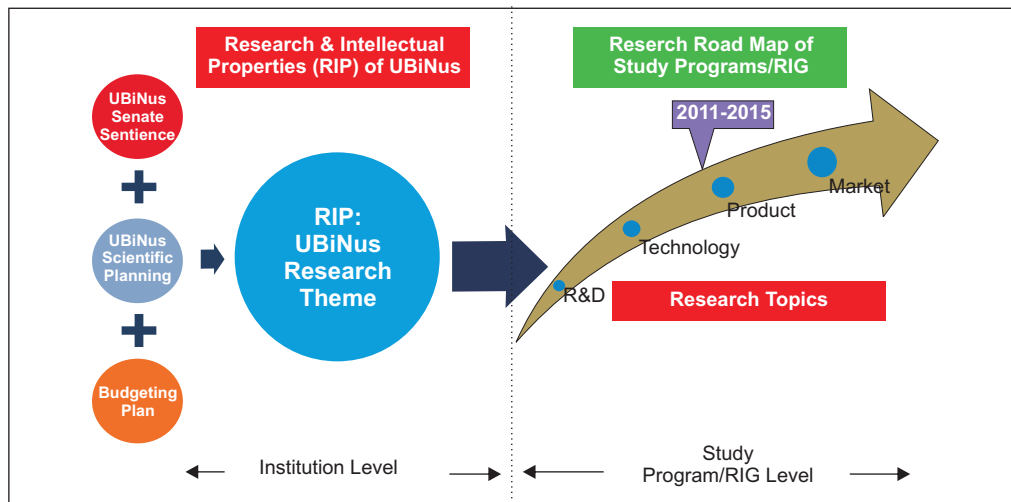 Research & Intellectual
Properties (RIP) of UBiNus
Reserch Road Map of
Study Programs/RIG
2011-2015
UBiNus
Senate
Sentience
UBiNus
Scientific
Planning
Budgeting
Plan
RIP:
UBiNus
Research
Theme
Market
Product
Technology
R&D
Research Topics
Institution Level
Study
Program/RIG Level